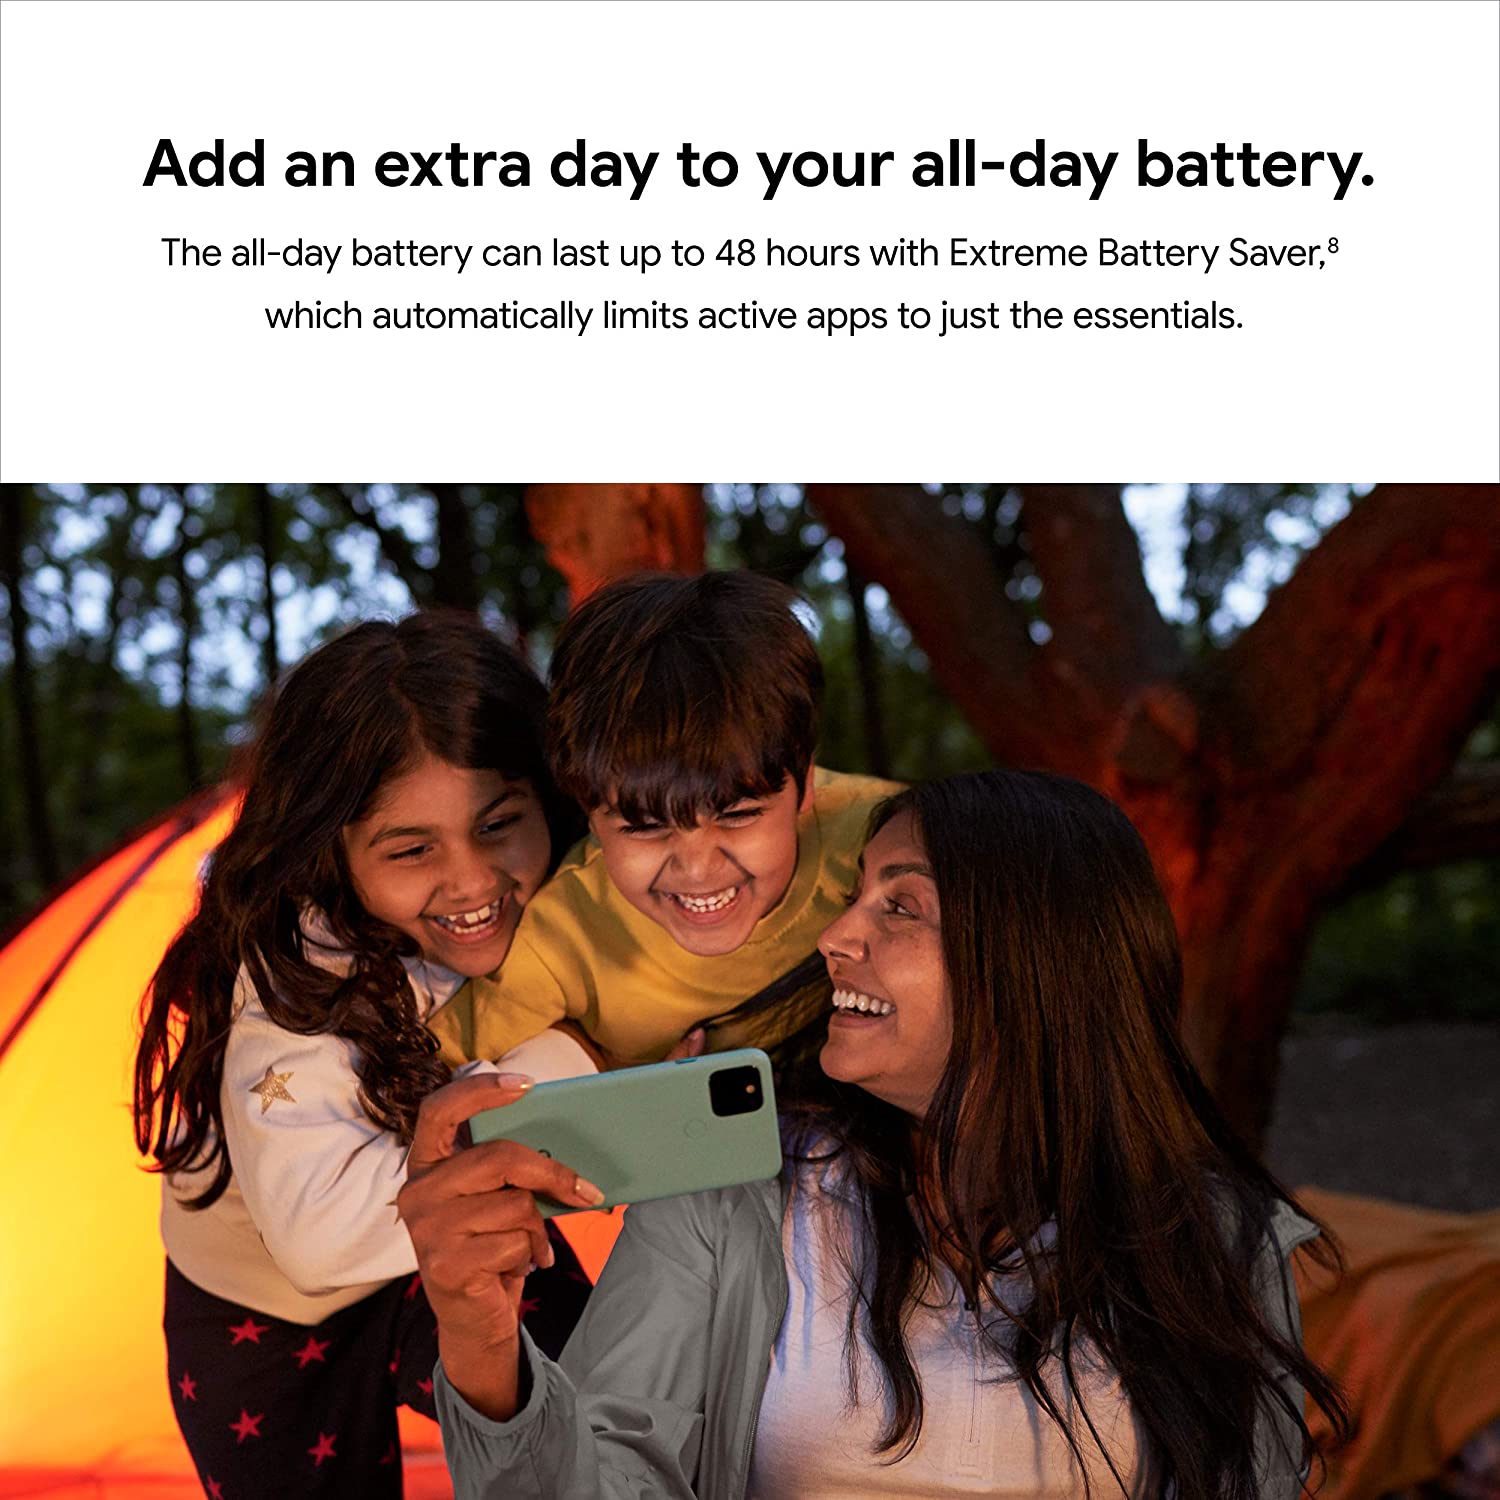 Add an extra day to your all-day battery.
The all-day battery can last up to 48 hours with Extreme Battery Saver,⁸
which automatically limits active apps to just the essentials.